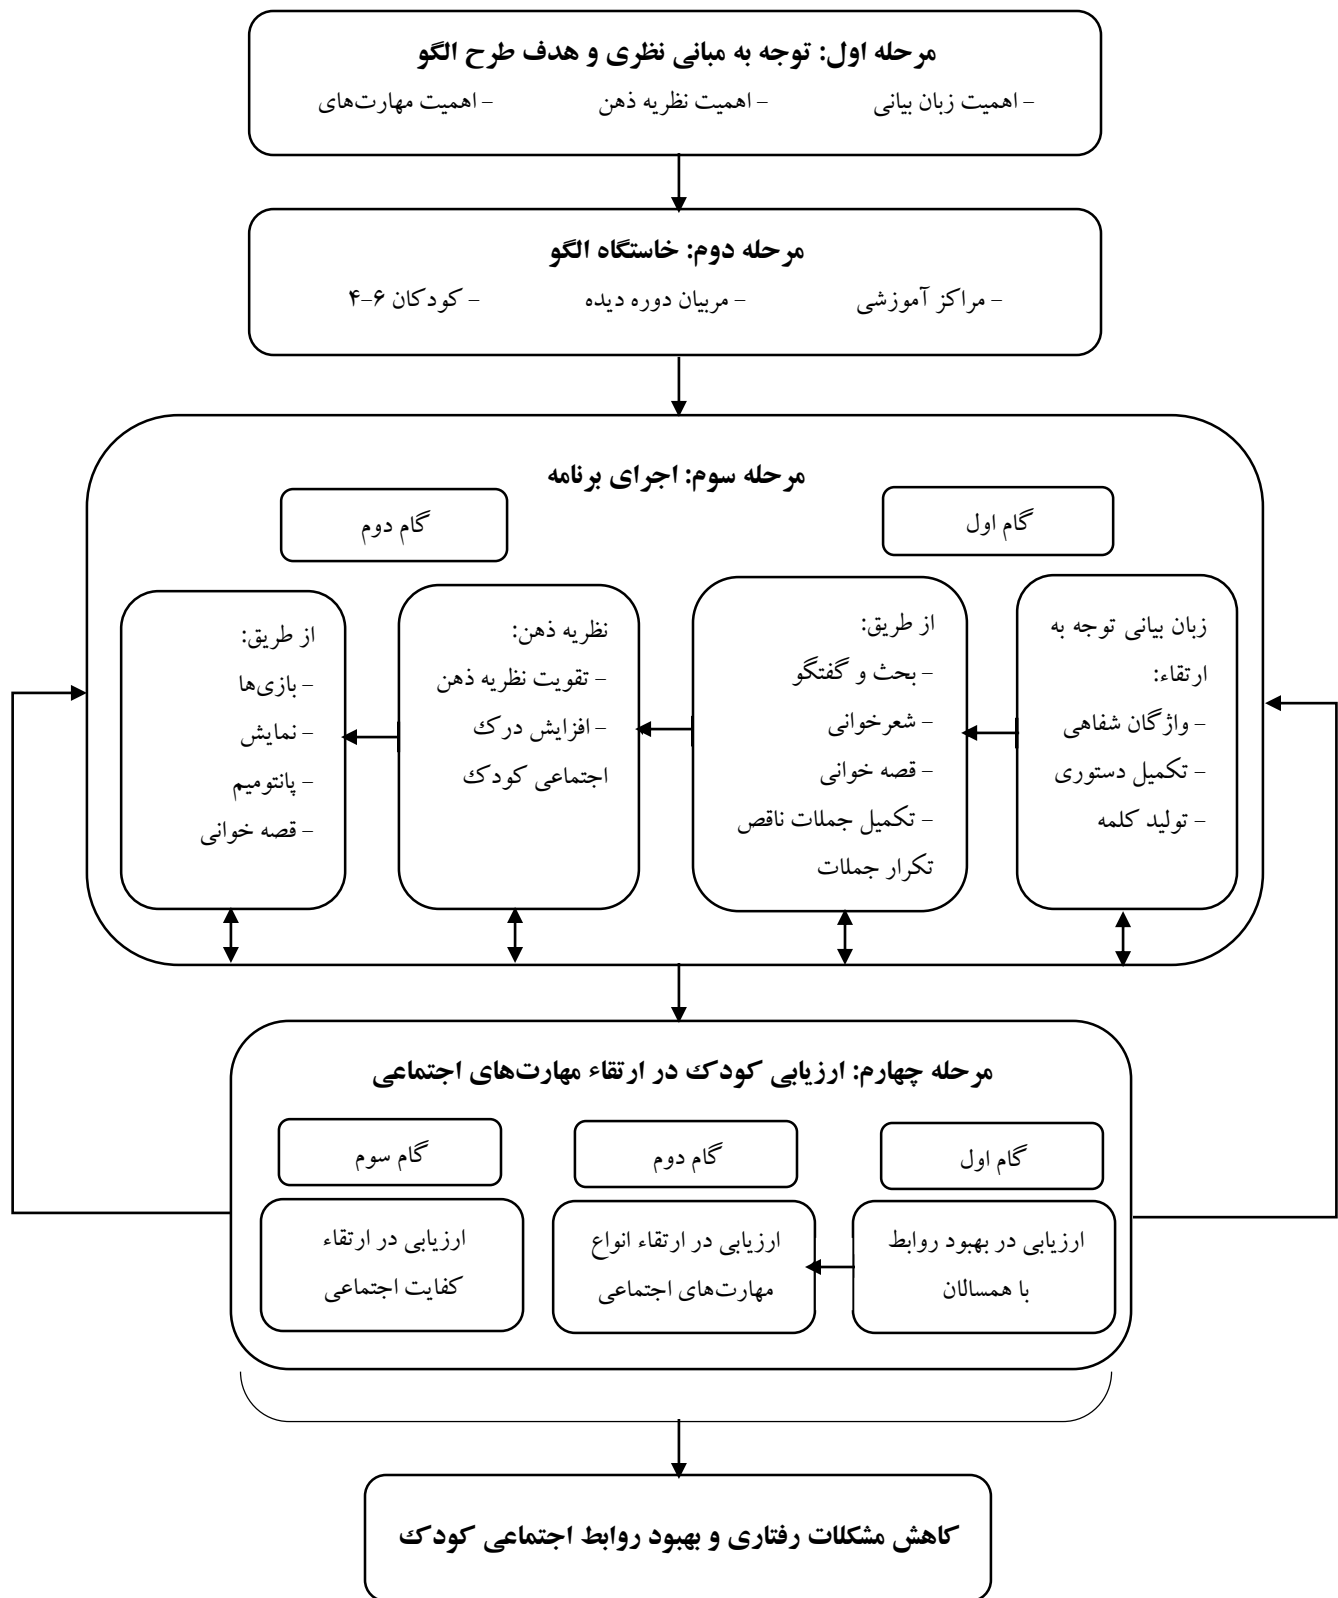 مرحله اول: توجه به مبانی نظری و هدف طرح الگو
- اهمیت زبان بیانی - اهمیت نظریه ذهن - اهمیت مهارت‌های
مرحله دوم: خاستگاه الگو
- مراکز آموزشی - مربیان دوره دیده - کودکان ۶-۴
مرحله سوم: اجرای برنامه
گام اول
گام دوم
زبان بیانی توجه به
ارتقاء:
- واژگان شفاهی
- تکمیل دستوری
- تولید کلمه
از طریق:
- بحث و گفتگو
- شعرخوانی
- قصه خوانی
- تکمیل جملات ناقص
تکرار جملات
نظریه ذهن:
- تقویت نظریه ذهن
- افزایش درک
اجتماعی کودک
از طریق:
- بازی‌ها
- نمایش
- پانتومیم
- قصه خوانی
مرحله چهارم: ارزیابی کودک در ارتقاء مهارت‌های اجتماعی
گام اول
گام دوم
گام سوم
ارزیابی در بهبود روابط
با همسالان
ارزیابی در ارتقاء انواع
مهارت‌های اجتماعی
ارزیابی در ارتقاء
کفایت اجتماعی
کاهش مشکلات رفتاری و بهبود روابط اجتماعی کودک